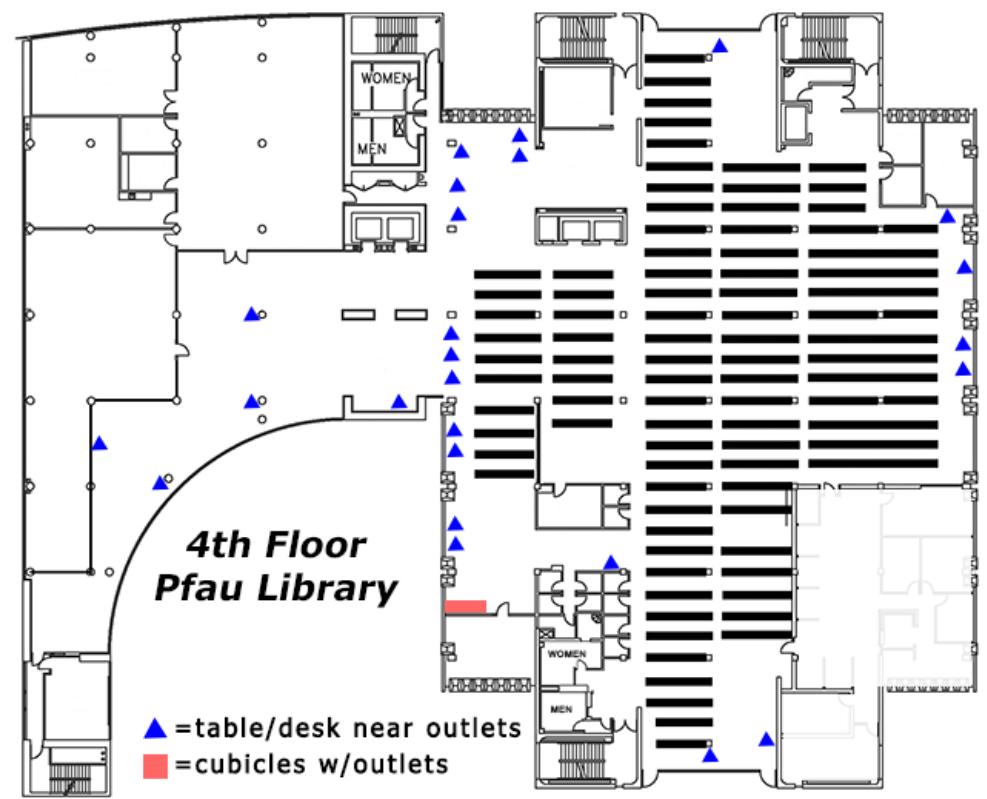 WOMEN
MEN
4th Floor
Pfau Library
WOMEN
MEN
=table/desk near outlets
=cubicles w/outlets